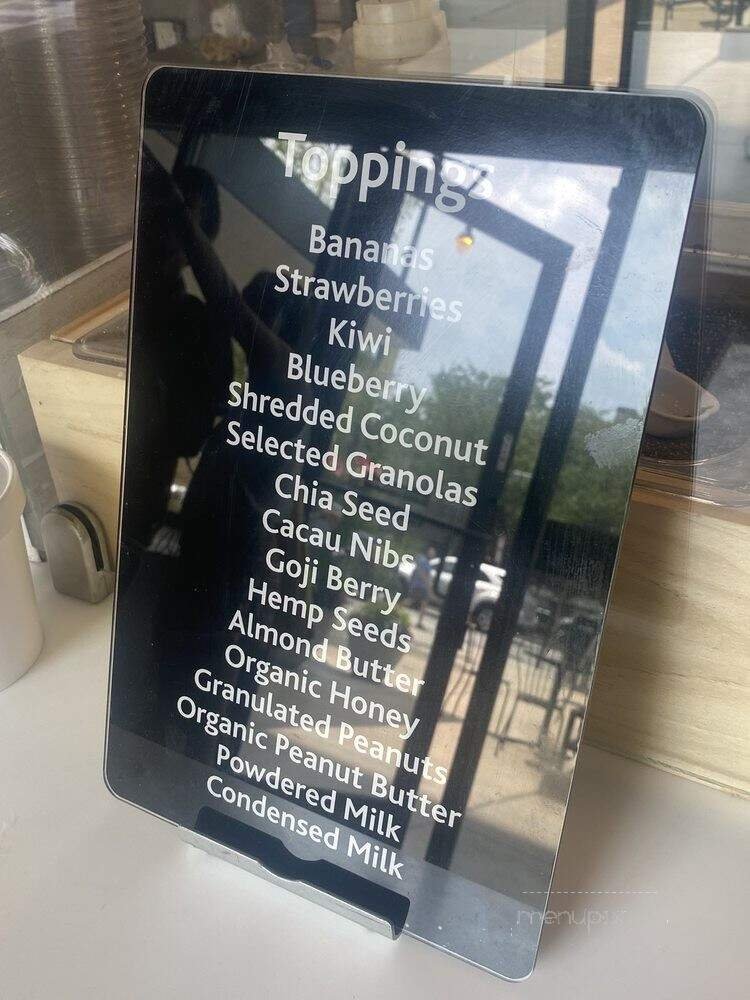 Toppings
Bananas
Strawberries
Kiwi
Blueberry
Shredded Coconut
Selected Granolas
Chia Seed
Cacau Nibs
Goji Berry
Hemp Seeds
Almond Butter
Organic Honey
Granulated Peanuts
Organic Peanut Butter
Powdered Milk
Condensed Milk